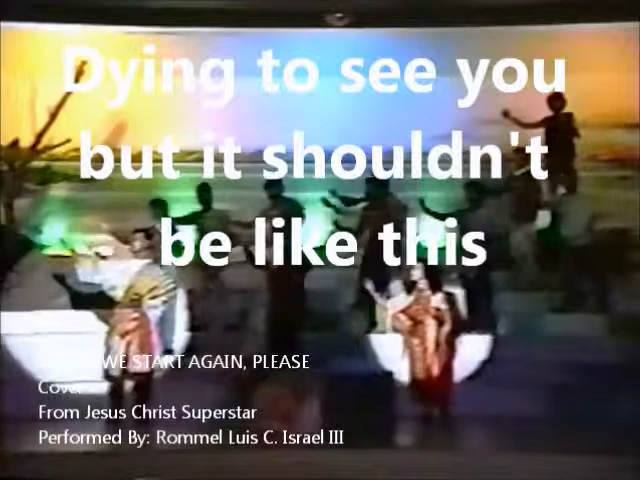 Dying to see you
but it shouldn't
be like this
WE START AGAIN, PLEASE
Cover
From Jesus Christ Superstar
Performed By: Rommel Luis C. Israel III